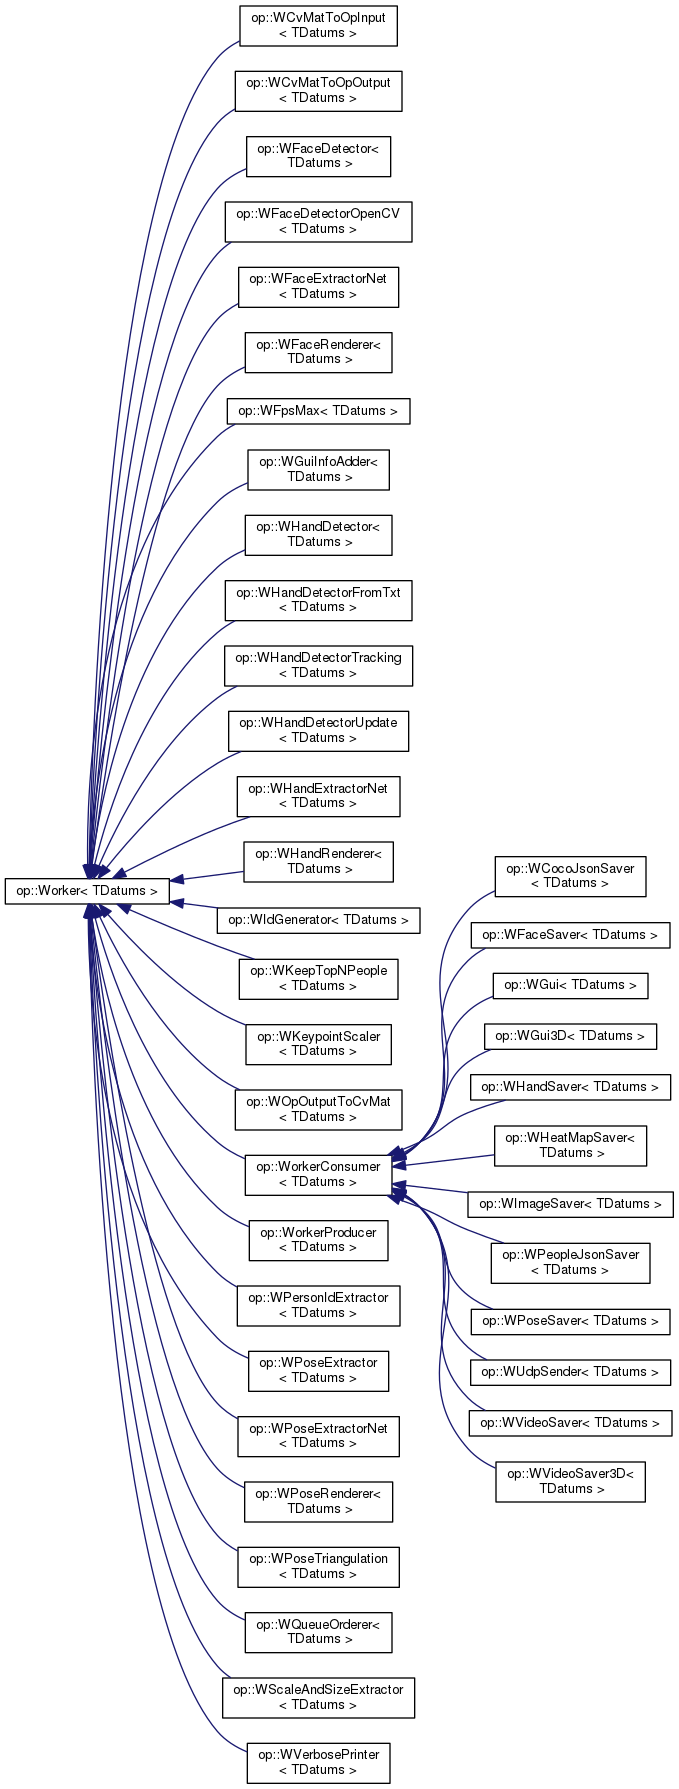 op::WCvMatToOpInput
< TDatums >
op::WCvMatToOpOutput
< TDatums >
op::WFaceDetector<
TDatums >
op::WFaceDetectorOpenCV
< TDatums >
op::WFaceExtractorNet
< TDatums >
op::WFaceRenderer<
TDatums >
op::WFpsMax< TDatums >
op::WGuiInfoAdder<
TDatums >
op::WHandDetector<
TDatums >
op::WHandDetectorFromTxt
< TDatums >
op::WHandDetectorTracking
< TDatums >
op::WHandDetectorUpdate
< TDatums >
op::WHandExtractorNet
< TDatums >
op::WHandRenderer<
TDatums >
op::Worker< TDatums >
op::WIdGenerator< TDatums >
op::WKeepTopNPeople
< TDatums >
op::WKeypointScaler
< TDatums >
op::WOpOutputToCvMat
< TDatums >
op::WorkerConsumer
< TDatums >
op::WorkerProducer
< TDatums >
op::WPersonIdExtractor
< TDatums >
op::WPoseExtractor
< TDatums >
op::WPoseExtractorNet
< TDatums >
op::WPoseRenderer<
TDatums >
op::WPoseTriangulation
< TDatums >
op::WQueueOrderer<
TDatums >
op::WScaleAndSizeExtractor
< TDatums >
op::WVerbosePrinter
< TDatums >
op::WCocoJsonSaver
< TDatums >
op::WFaceSaver< TDatums >
op::WGui< TDatums >
op::WGui3D< TDatums >
op::WHandSaver< TDatums >
op::WHeatMapSaver<
TDatums >
op::WImageSaver< TDatums >
op::WPeopleJsonSaver
< TDatums >
op::WPoseSaver< TDatums >
op::WUdpSender< TDatums >
op::WVideoSaver< TDatums >
op::WVideoSaver3D<
TDatums >